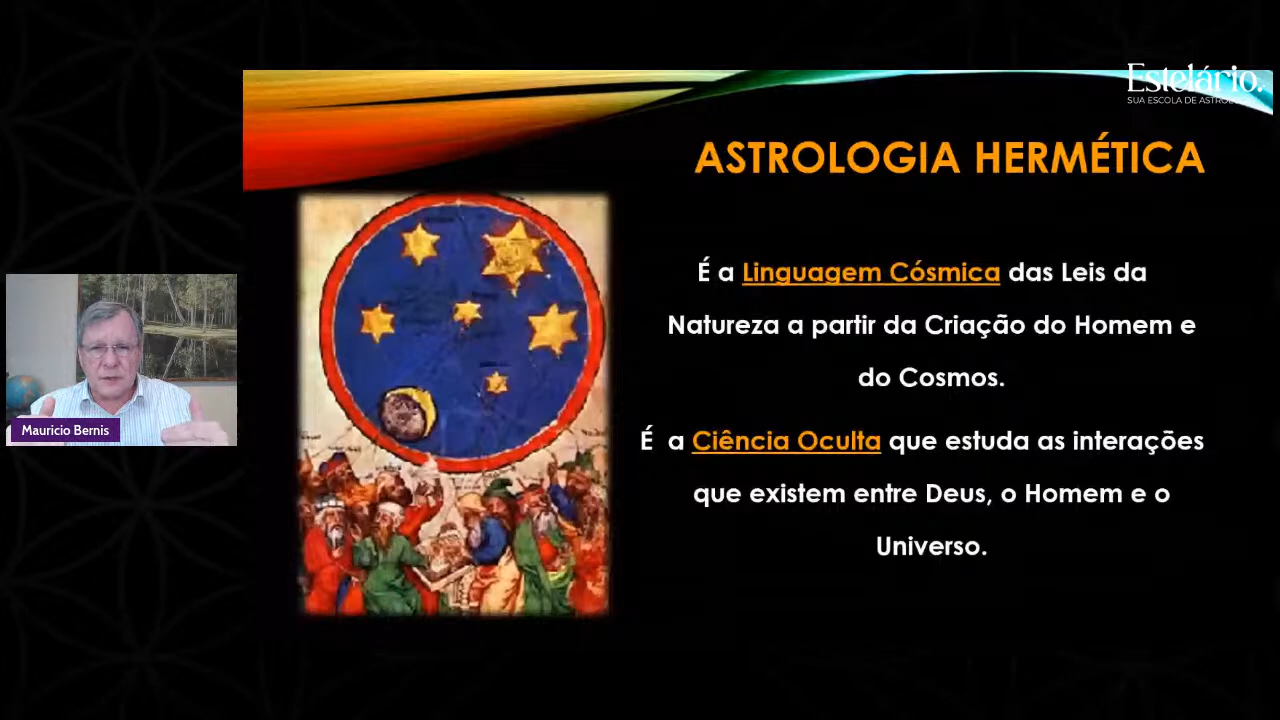 Estelário.
SUA ESCOLA DE ASTROLOGIA
ASTROLOGIA HERMÉTICA
É a Linguagem Cósmica das Leis da
Natureza a partir da Criação do Homem e
do Cosmos.
É a Ciência Oculta que estuda as interações
que existem entre Deus, o Homem e o
Universo.
Mauricio Bernis